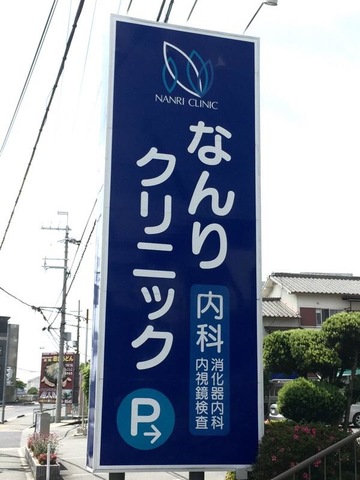 NANRI CLINIC
なんり
クリニック
内科
消化器内科
内視鏡検査
P→